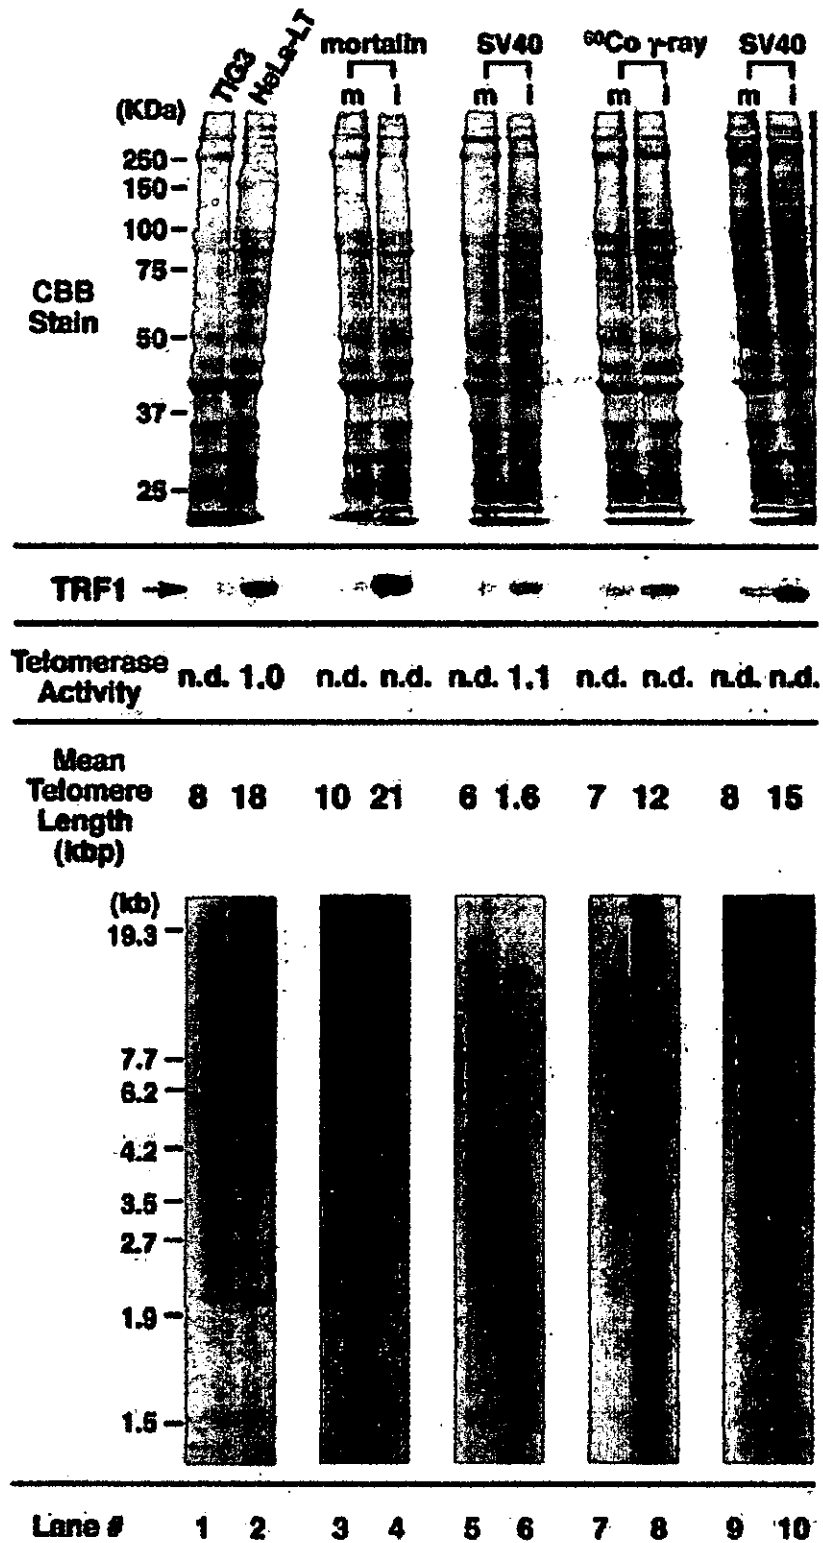 TIG3 HeLa-LT
mortalin SV40 ⁶⁰Co γ-ray SV40
m i m i m i m i
(KDa)
250
150
100
75
50
37
25
CBB
Stain
TRF1
Telomerase
Activity
n.d. 1.0 n.d. n.d. n.d. 1.1 n.d. n.d. n.d. n.d.
Mean
Telomere
Length
(kbp)
8 18 10 21 6 1.6 7 12 8 15
(kb)
19.3
7.7
6.2
4.2
3.5
2.7
1.9
1.5
Lane # 1 2 3 4 5 6 7 8 9 10